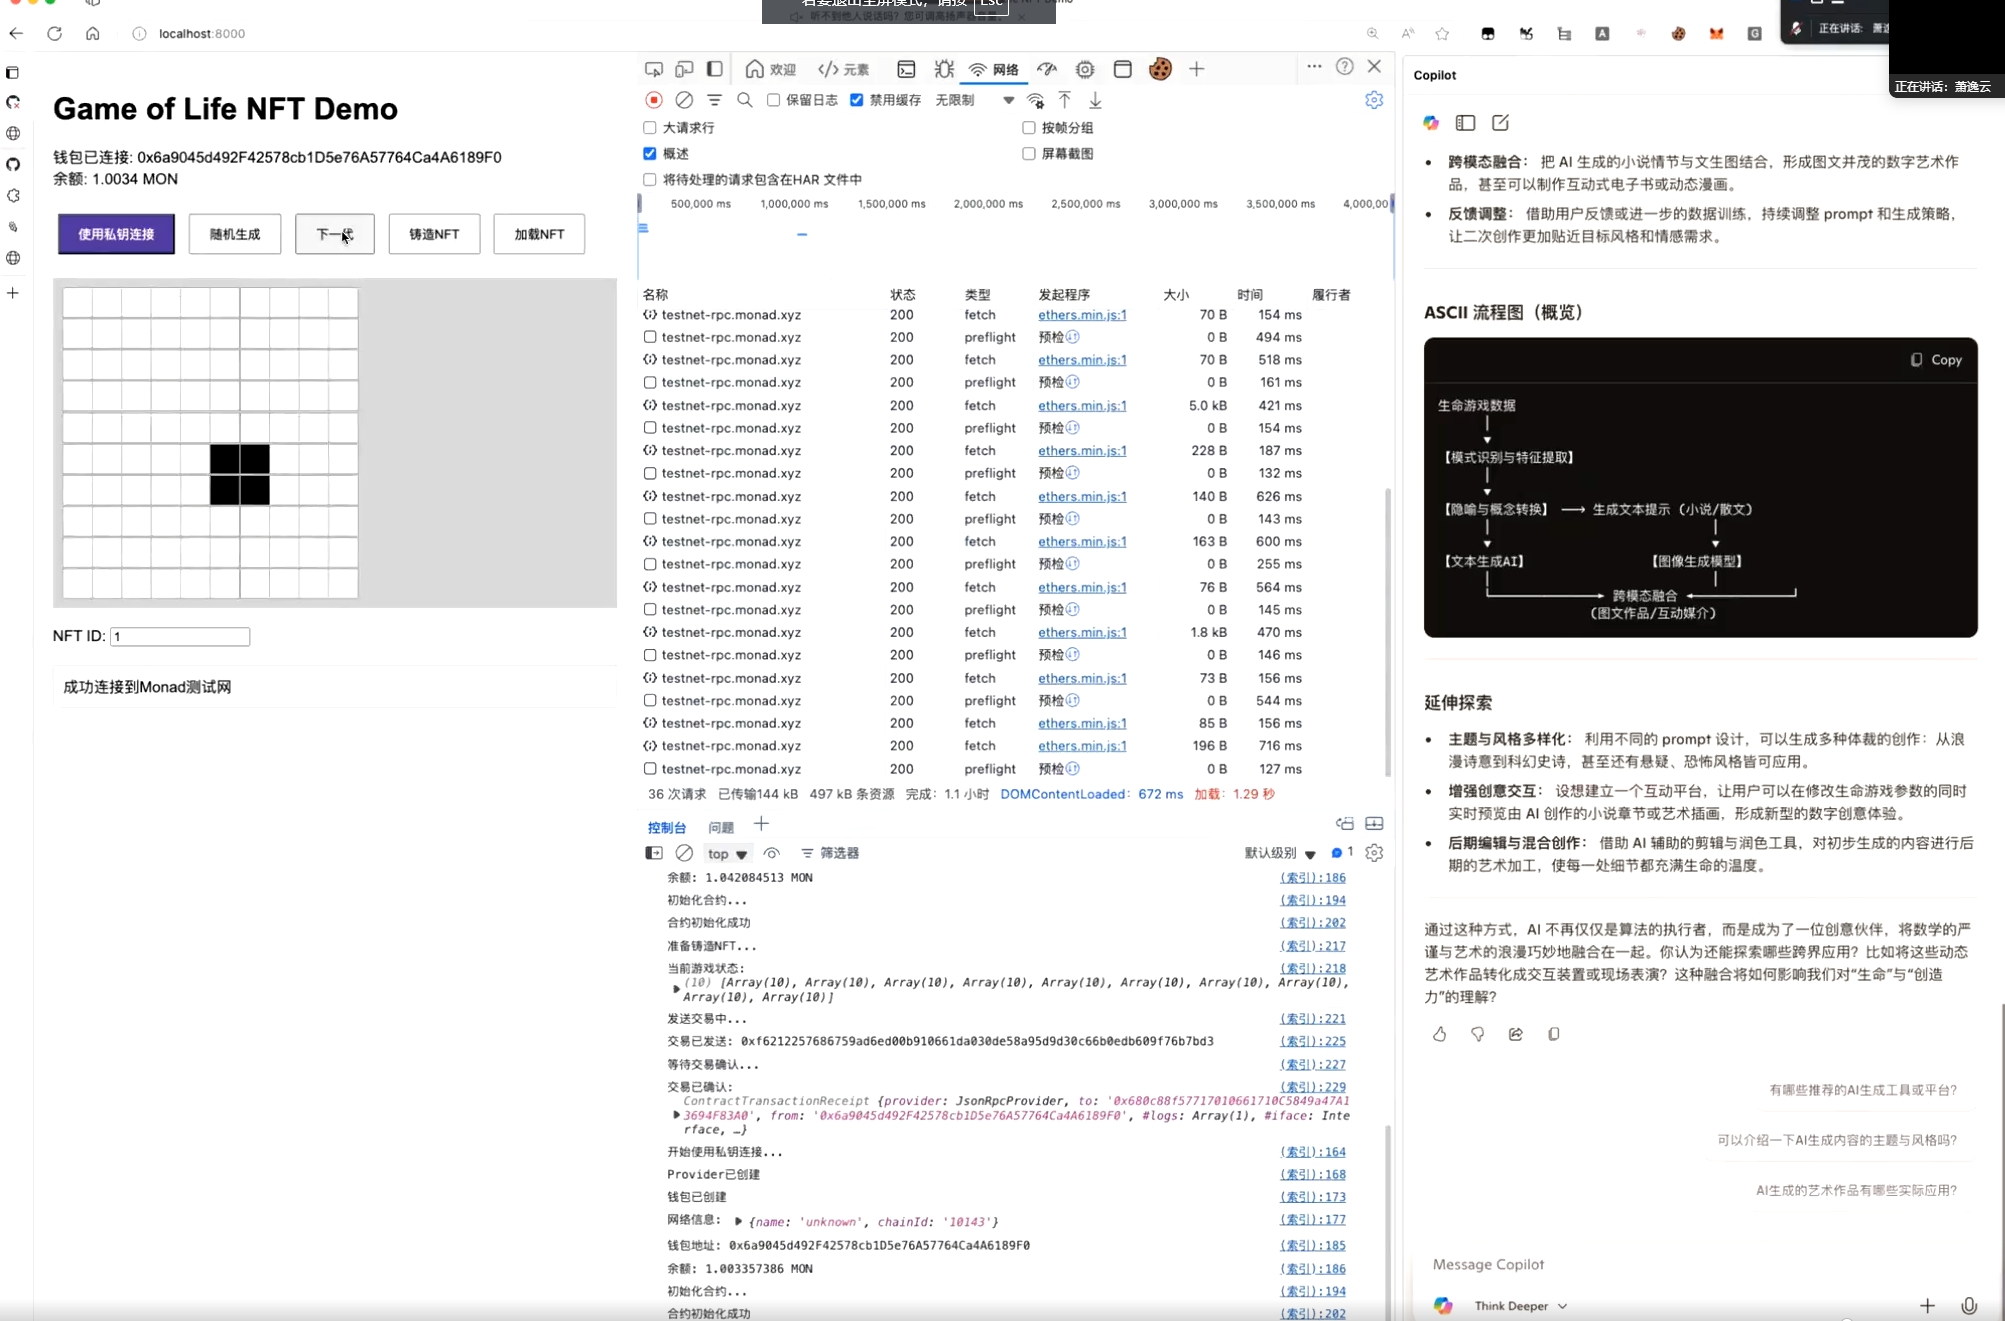 localhost:8000
Game of Life NFT Demo
钱包已连接: 0x6a9045d492F42578cb1D5e76A57764Ca4A6189F0
余额: 1.0034 MON
使用私钥连接
随机生成
下一代
铸造NFT
加载NFT
NFT ID: 1
成功连接到Monad测试网
欢迎
元素
网络
保留日志
禁用缓存
无限制
大请求行
按帧分组
概述
屏幕截图
将待处理的请求包含在HAR 文件中
500,000 ms 1,000,000 ms 1,500,000 ms 2,000,000 ms 2,500,000 ms 3,000,000 ms 3,500,000 ms 4,000,00
名称 状态 类型 发起程序 大小 时间 履行者
testnet-rpc.monad.xyz 200 fetch ethers.min.js:1 70 B 154 ms
testnet-rpc.monad.xyz 200 preflight 预检 0 B 494 ms
testnet-rpc.monad.xyz 200 fetch ethers.min.js:1 70 B 518 ms
testnet-rpc.monad.xyz 200 preflight 预检 0 B 161 ms
testnet-rpc.monad.xyz 200 fetch ethers.min.js:1 5.0 kB 421 ms
testnet-rpc.monad.xyz 200 preflight 预检 0 B 154 ms
testnet-rpc.monad.xyz 200 fetch ethers.min.js:1 228 B 187 ms
testnet-rpc.monad.xyz 200 preflight 预检 0 B 132 ms
testnet-rpc.monad.xyz 200 fetch ethers.min.js:1 140 B 626 ms
testnet-rpc.monad.xyz 200 preflight 预检 0 B 143 ms
testnet-rpc.monad.xyz 200 fetch ethers.min.js:1 163 B 600 ms
testnet-rpc.monad.xyz 200 preflight 预检 0 B 255 ms
testnet-rpc.monad.xyz 200 fetch ethers.min.js:1 76 B 564 ms
testnet-rpc.monad.xyz 200 preflight 预检 0 B 145 ms
testnet-rpc.monad.xyz 200 fetch ethers.min.js:1 1.8 kB 470 ms
testnet-rpc.monad.xyz 200 preflight 预检 0 B 146 ms
testnet-rpc.monad.xyz 200 fetch ethers.min.js:1 73 B 156 ms
testnet-rpc.monad.xyz 200 preflight 预检 0 B 544 ms
testnet-rpc.monad.xyz 200 fetch ethers.min.js:1 85 B 156 ms
testnet-rpc.monad.xyz 200 fetch ethers.min.js:1 196 B 716 ms
testnet-rpc.monad.xyz 200 preflight 预检 0 B 127 ms
36 次请求 已传输144 kB 497 kB 条资源 完成：1.1 小时 DOMContentLoaded：672 ms 加载：1.29 秒
控制台 问题
top 筛选器 默认级别 1
余额: 1.042084513 MON (索引):186
初始化合约... (索引):194
合约初始化成功 (索引):202
准备铸造NFT... (索引):217
当前游戏状态: (索引):218
(10) [Array(10), Array(10), Array(10), Array(10), Array(10), Array(10), Array(10), Array(10),
Array(10), Array(10)]
发送交易中... (索引):221
交易已发送: 0xf6212257686759ad6ed00b910661da030de58a95d9d30c66b0edb609f76b7bd3 (索引):225
等待交易确认... (索引):227
交易已确认: (索引):229
ContractTransactionReceipt {provider: JsonRpcProvider, to: '0x680c88f57717010661710C5849a47A1
3694F83A0', from: '0x6a9045d492F42578cb1D5e76A57764Ca4A6189F0', #logs: Array(1), #iface: Inte
rface, …}
开始使用私钥连接... (索引):164
Provider已创建 (索引):168
钱包已创建 (索引):173
网络信息: {name: 'unknown', chainId: '10143'} (索引):177
钱包地址: 0x6a9045d492F42578cb1D5e76A57764Ca4A6189F0 (索引):185
余额: 1.003357386 MON (索引):186
初始化合约... (索引):194
合约初始化成功 (索引):202
正在讲话: 萧逸云
Copilot
跨模态融合： 把 AI 生成的小说情节与文生图结合，形成图文并茂的数字艺术作
品，甚至可以制作互动式电子书或动态漫画。
反馈调整： 借助用户反馈或进一步的数据训练，持续调整 prompt 和生成策略，
让二次创作更加贴近目标风格和情感需求。
ASCII 流程图（概览）
Copy
生命游戏数据
【模式识别与特征提取】
【隐喻与概念转换】 ──> 生成文本提示 (小说/散文)
【文本生成AI】 【图像生成模型】
跨模态融合
(图文作品/互动媒介)
延伸探索
主题与风格多样化： 利用不同的 prompt 设计，可以生成多种体裁的创作：从浪
漫诗意到科幻史诗，甚至还有悬疑、恐怖风格皆可应用。
增强创意交互： 设想建立一个互动平台，让用户可以在修改生命游戏参数的同时
实时预览由 AI 创作的小说章节或艺术插画，形成新型的数字创意体验。
后期编辑与混合创作： 借助 AI 辅助的剪辑与润色工具，对初步生成的内容进行后
期的艺术加工，使每一处细节都充满生命的温度。
通过这种方式，AI 不再仅仅是算法的执行者，而是成为了一位创意伙伴，将数学的严
谨与艺术的浪漫巧妙地融合在一起。你认为还能探索哪些跨界应用？比如将这些动态
艺术作品转化成交互装置或现场表演？这种融合将如何影响我们对“生命”与“创造
力”的理解？
有哪些推荐的AI生成工具或平台?
可以介绍一下AI生成内容的主题与风格吗?
AI生成的艺术作品有哪些实际应用?
Message Copilot
Think Deeper